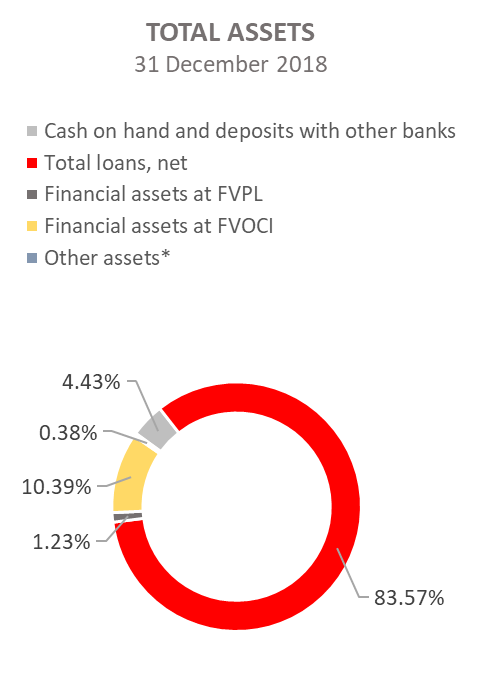 TOTAL ASSETS
31 December 2018
Cash on hand and deposits with other banks
Total loans, net
Financial assets at FVPL
Financial assets at FVOCI
Other assets*
4.43%
0.38%
10.39%
1.23%
83.57%